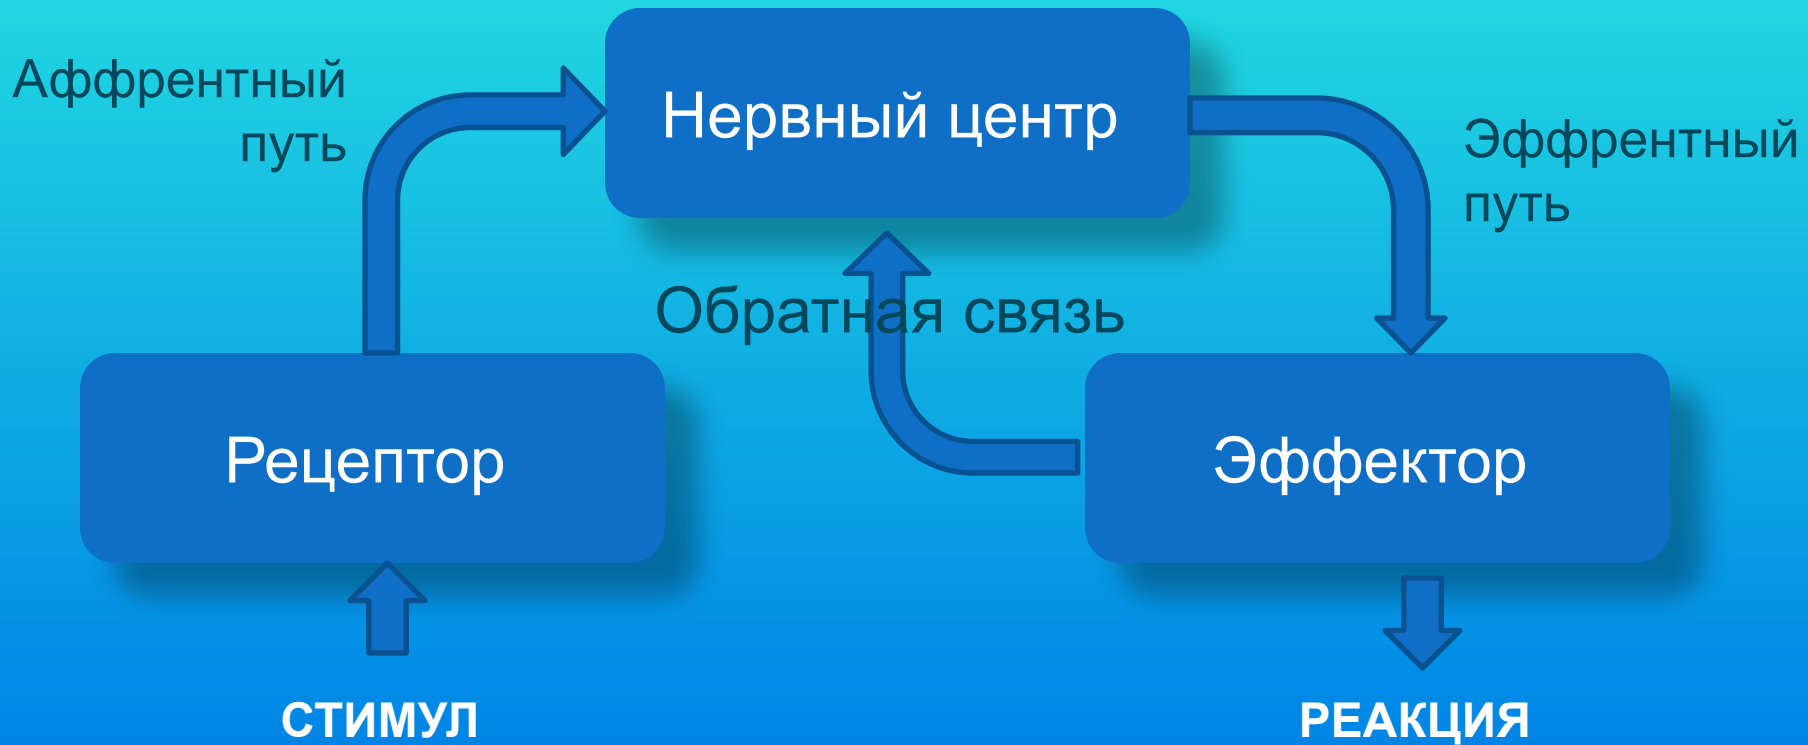 Аффрентный
путь
Нервный центр
Эффрентный
путь
Обратная связь
Рецептор
Эффектор
СТИМУЛ
РЕАКЦИЯ